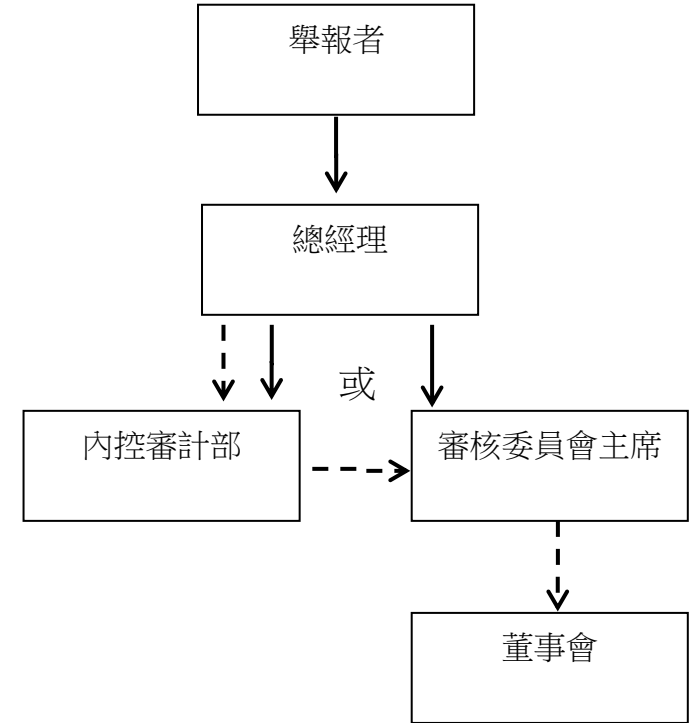 舉報者
總經理
或
內控審計部
審核委員會主席
董事會